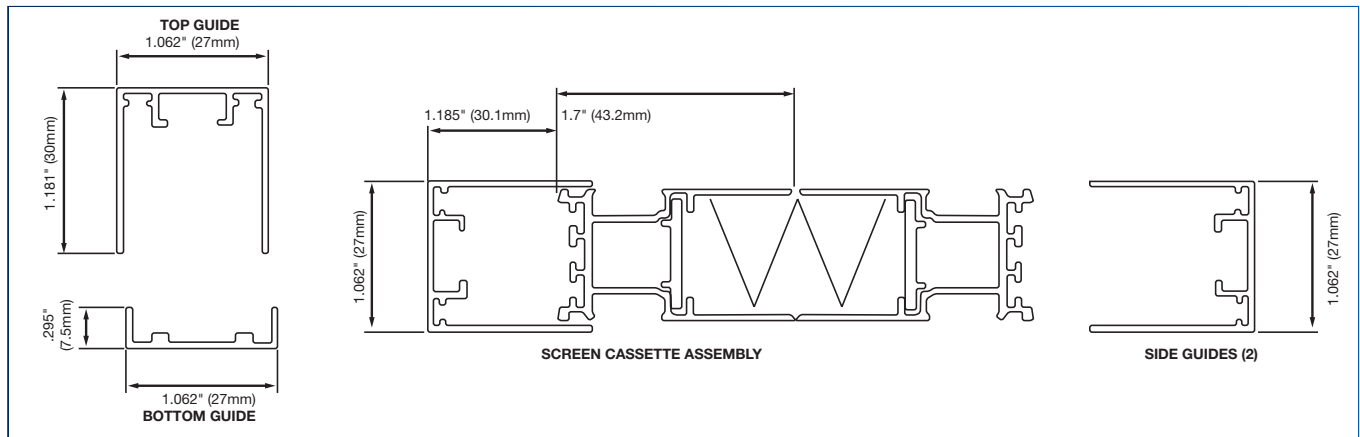 TOP GUIDE
1.062" (27mm)
1.181" (30mm)
.295"
(7.5mm)
1.062" (27mm)
BOTTOM GUIDE
1.185" (30.1mm)
1.7" (43.2mm)
1.062" (27mm)
SCREEN CASSETTE ASSEMBLY
1.062" (27mm)
SIDE GUIDES (2)